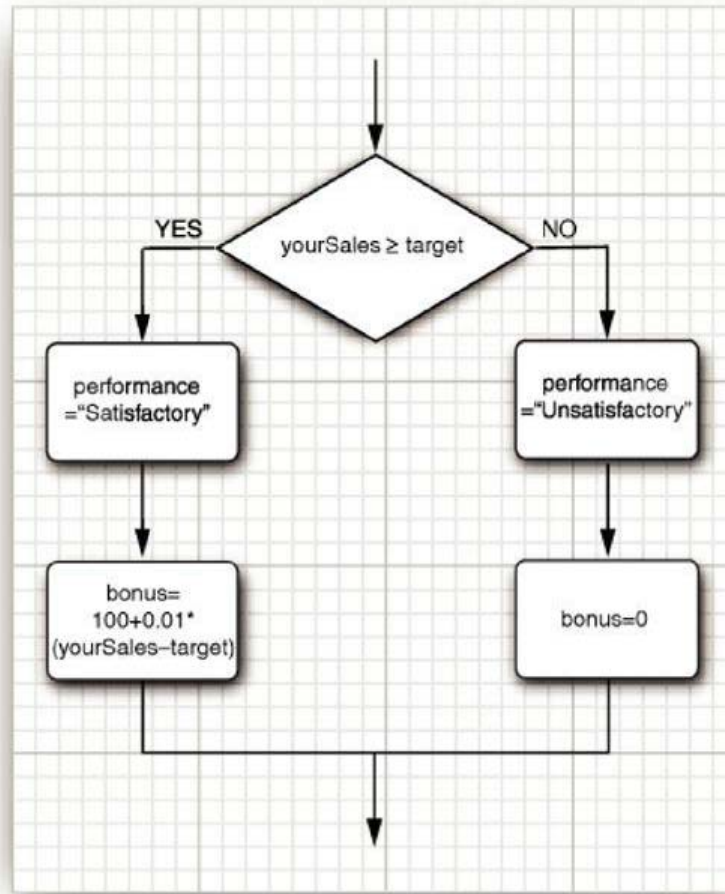 YES
yourSales ≥ target
NO
performance
="Satisfactory”
performance
=“Unsatisfactory”
bonus=
100+0.01*
(yourSales–target)
bonus=0